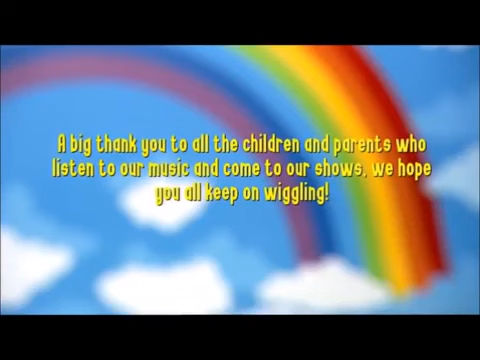 A big thank you to all the children and parents who
listen to our music and come to our shows, we hope
you all keep on wiggling!